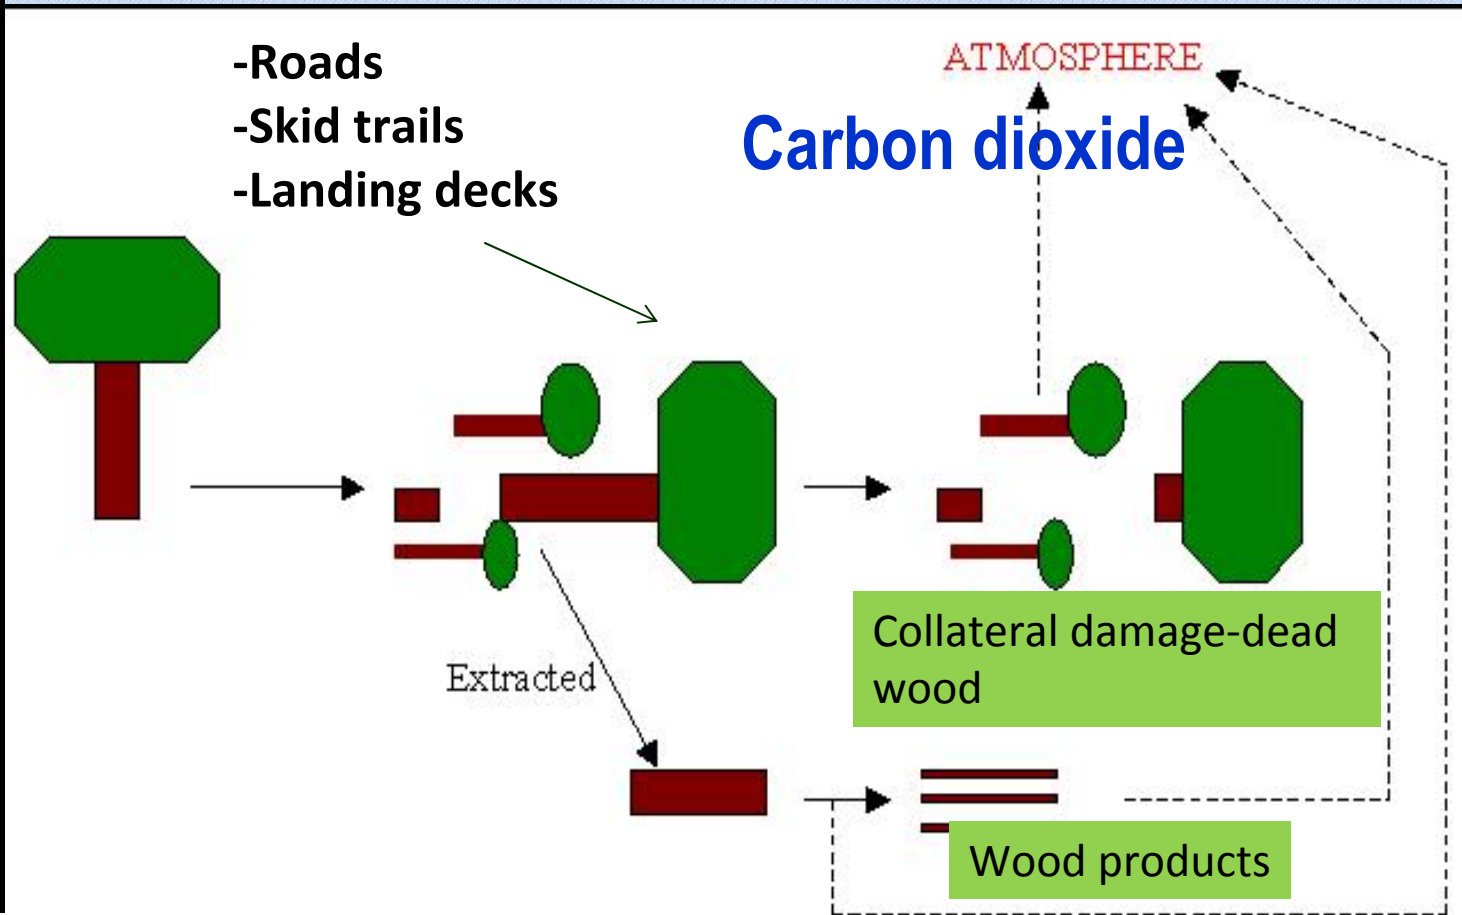 -Roads
-Skid trails
-Landing decks
ATMOSPHERE
Carbon dioxide
Extracted
Collateral damage-dead
wood
Wood products